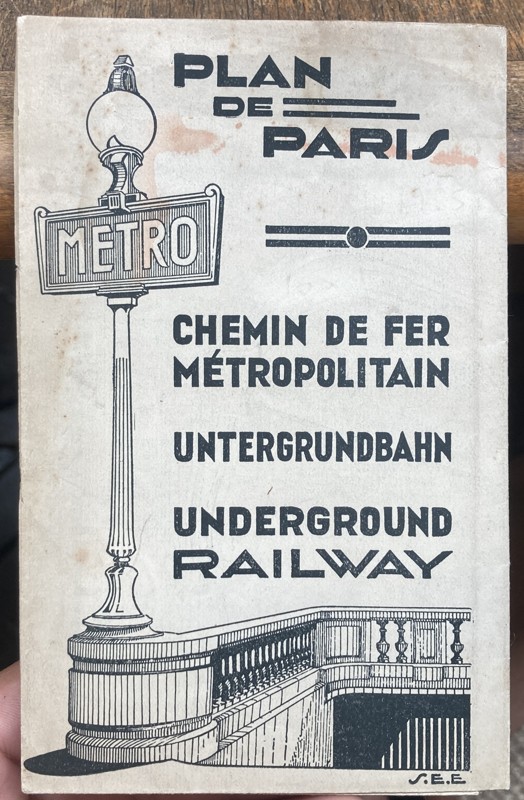 PLAN
DE
PARIS
METRO
CHEMIN DE FER
MÉTROPOLITAIN
UNTERGRUNDBAHN
UNDERGROUND
RAILWAY
S.E.E